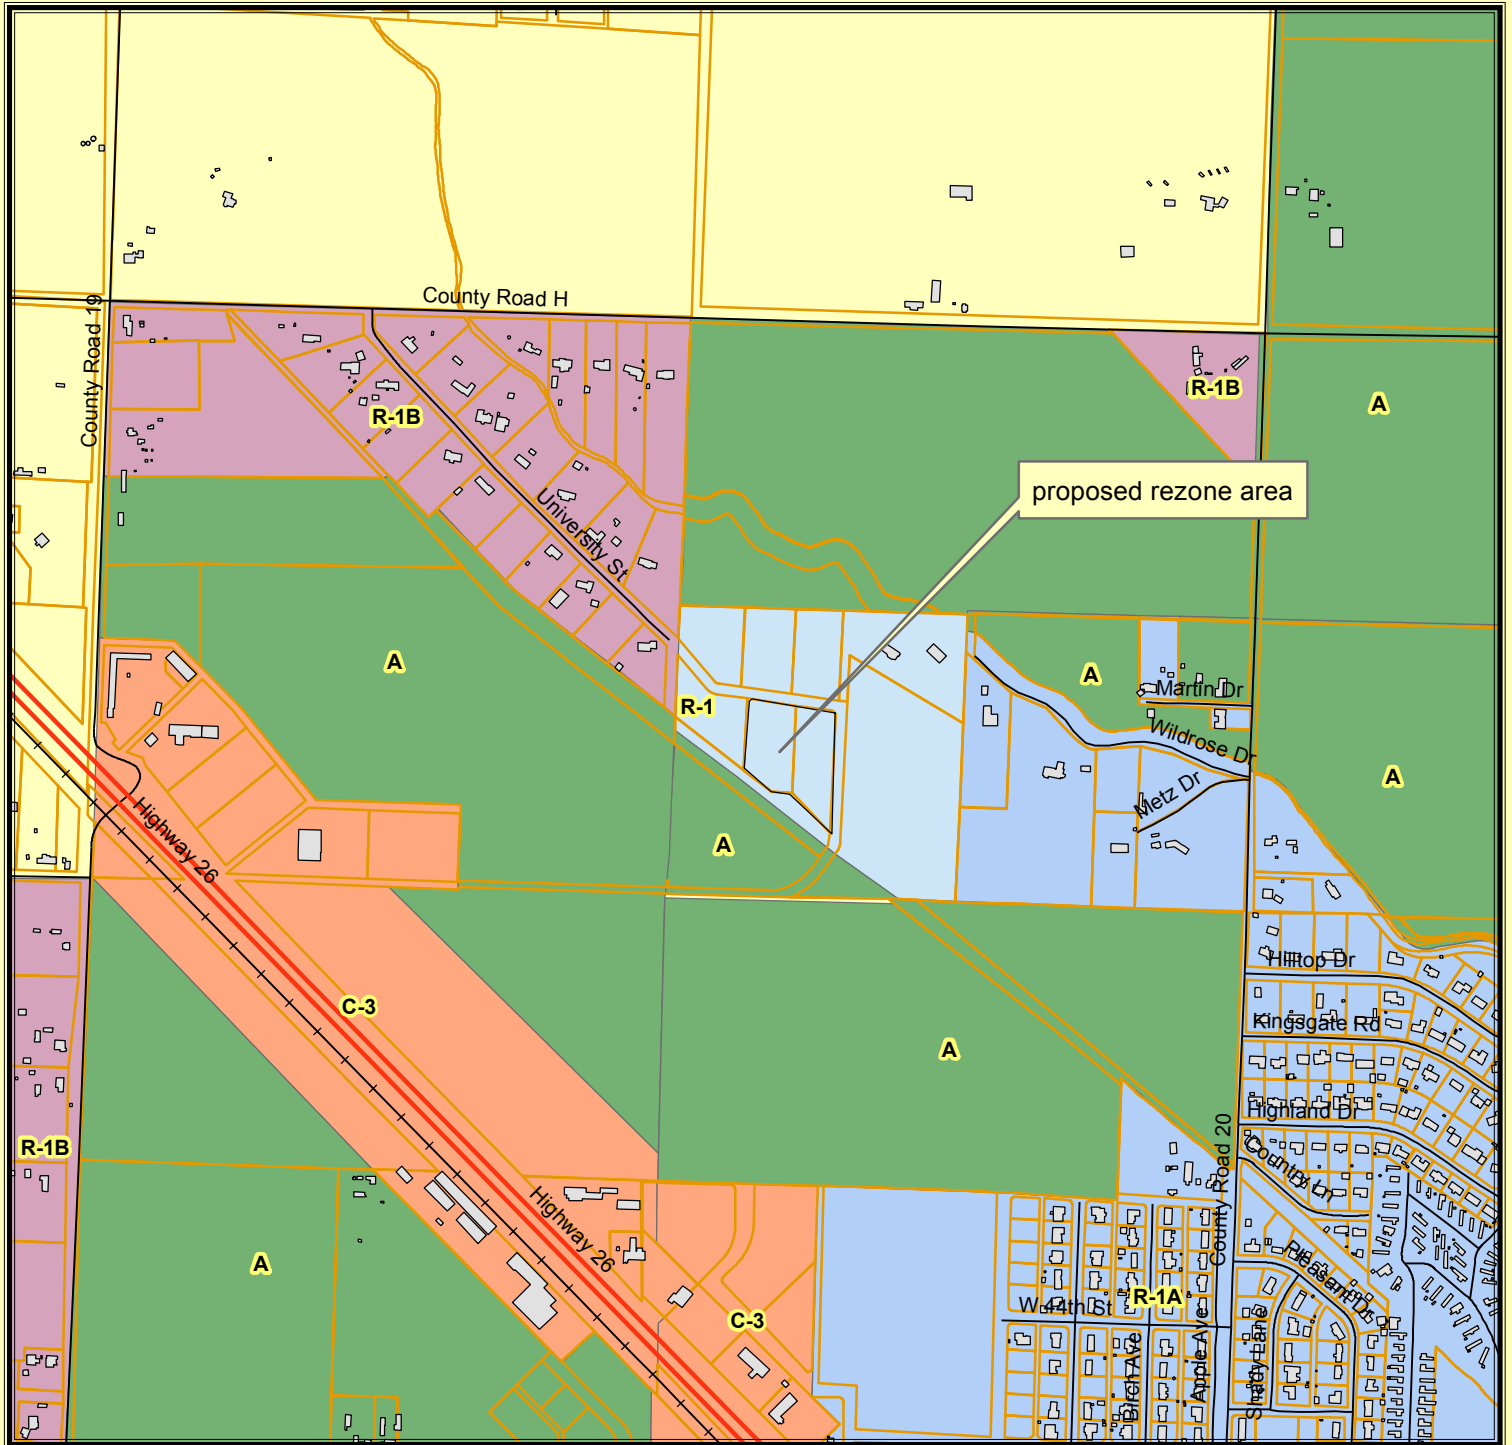 County Road H
County Road 19
R-1B
R-1B
A
proposed rezone area
University St
A
A
Martin Dr
R-1
Wildrose Dr
A
Metz Dr
Highway 26
A
Hilltop Dr
C-3
Kingsgate Rd
A
Highland Dr
R-1B
Country Ln
County Road 20
Highway 26
A
Pleasant Dr
R-1A
W 44th St
C-3
Birch Ave
Apple Ave
Shady Lane